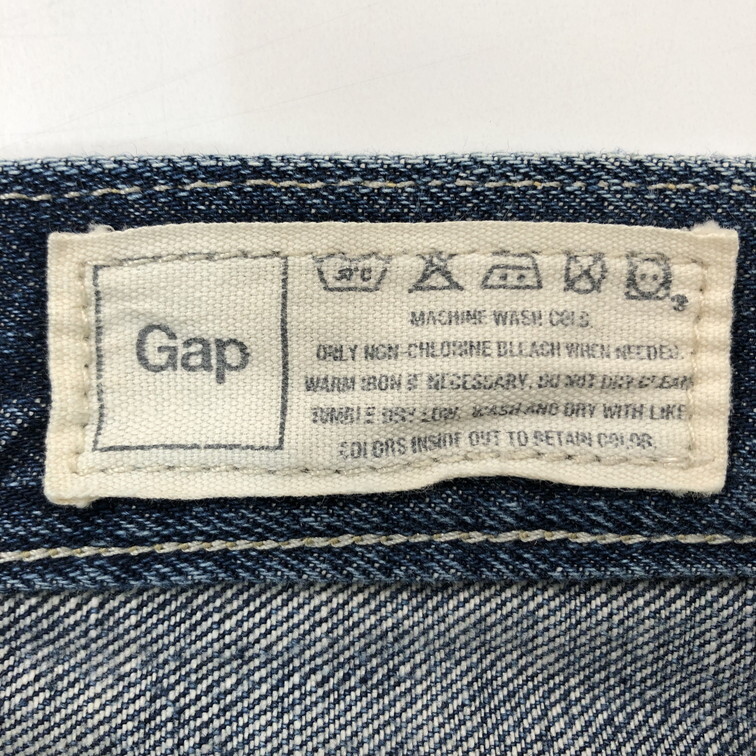 Gap
30°C
MACHINE WASH COLD.
ONLY NON-CHLORINE BLEACH WHEN NEEDED.
WARM IRON IF NECESSARY. DO NOT DRY CLEAN
TUMBLE DRY LOW. WASH AND DRY WITH LIKE
COLORS INSIDE OUT TO RETAIN COLOR.